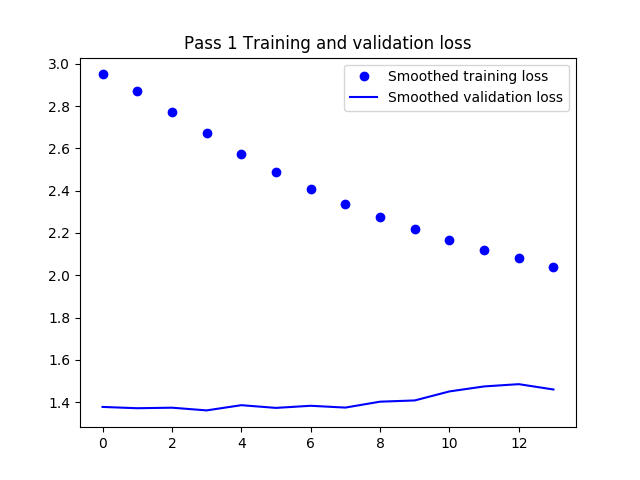 Pass 1 Training and validation loss
Smoothed training loss
Smoothed validation loss
3.0
2.8
2.6
2.4
2.2
2.0
1.8
1.6
1.4
0 2 4 6 8 10 12